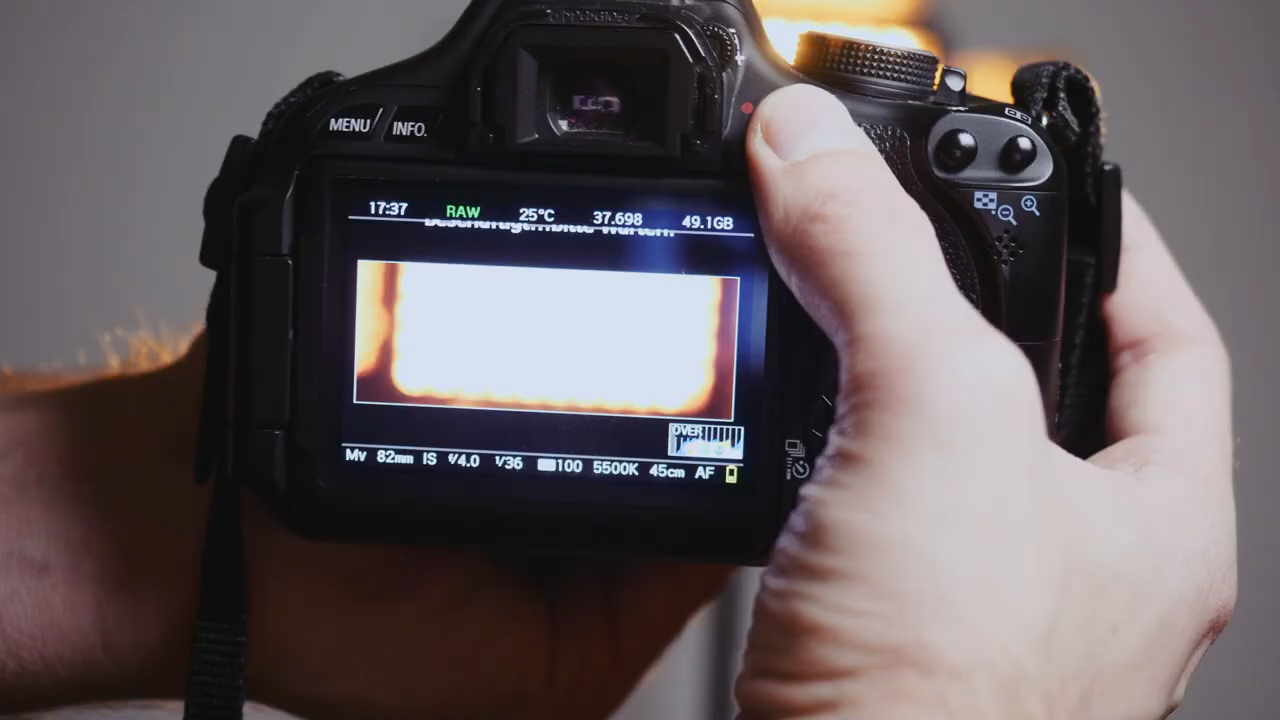 MENU INFO.
17:37 RAW 25°C 37.698 49.1GB
OVER
Mv 82mm IS f/4.0 1/36 100 5500K 45cm AF